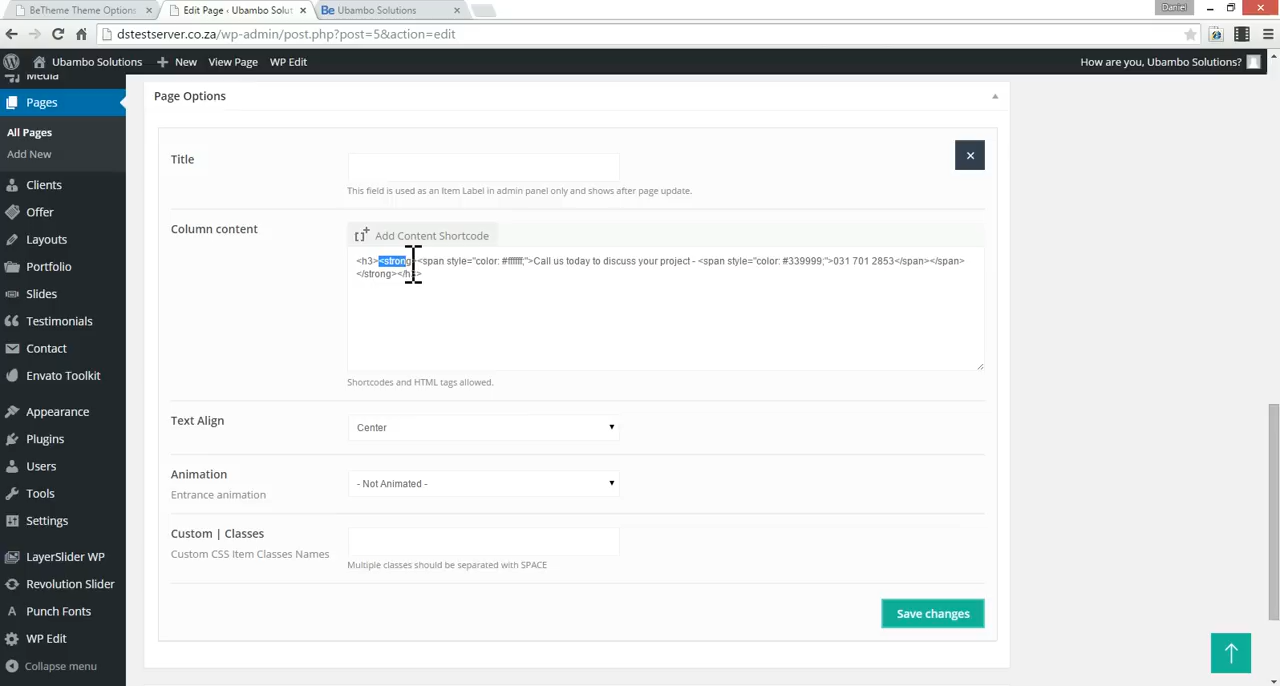 BeTheme Theme Options × Edit Page ‹ Ubambo Solut × Be Ubambo Solutions × Daniel
dstestserver.co.za/wp-admin/post.php?post=5&action=edit
Ubambo Solutions + New View Page WP Edit How are you, Ubambo Solutions?
Media
Pages
All Pages
Add New
Clients
Offer
Layouts
Portfolio
Slides
Testimonials
Contact
Envato Toolkit
Appearance
Plugins
Users
Tools
Settings
LayerSlider WP
Revolution Slider
A Punch Fonts
WP Edit
Collapse menu
Page Options
Title
This field is used as an Item Label in admin panel only and shows after page update.
Column content
Add Content Shortcode
<h3><strong><span style="color: #ffffff;">Call us today to discuss your project - <span style="color: #339999;">031 701 2853</span></span>
</strong></h3>
Shortcodes and HTML tags allowed.
Text Align
Center
Animation
Entrance animation
- Not Animated -
Custom | Classes
Custom CSS Item Classes Names
Multiple classes should be separated with SPACE
Save changes